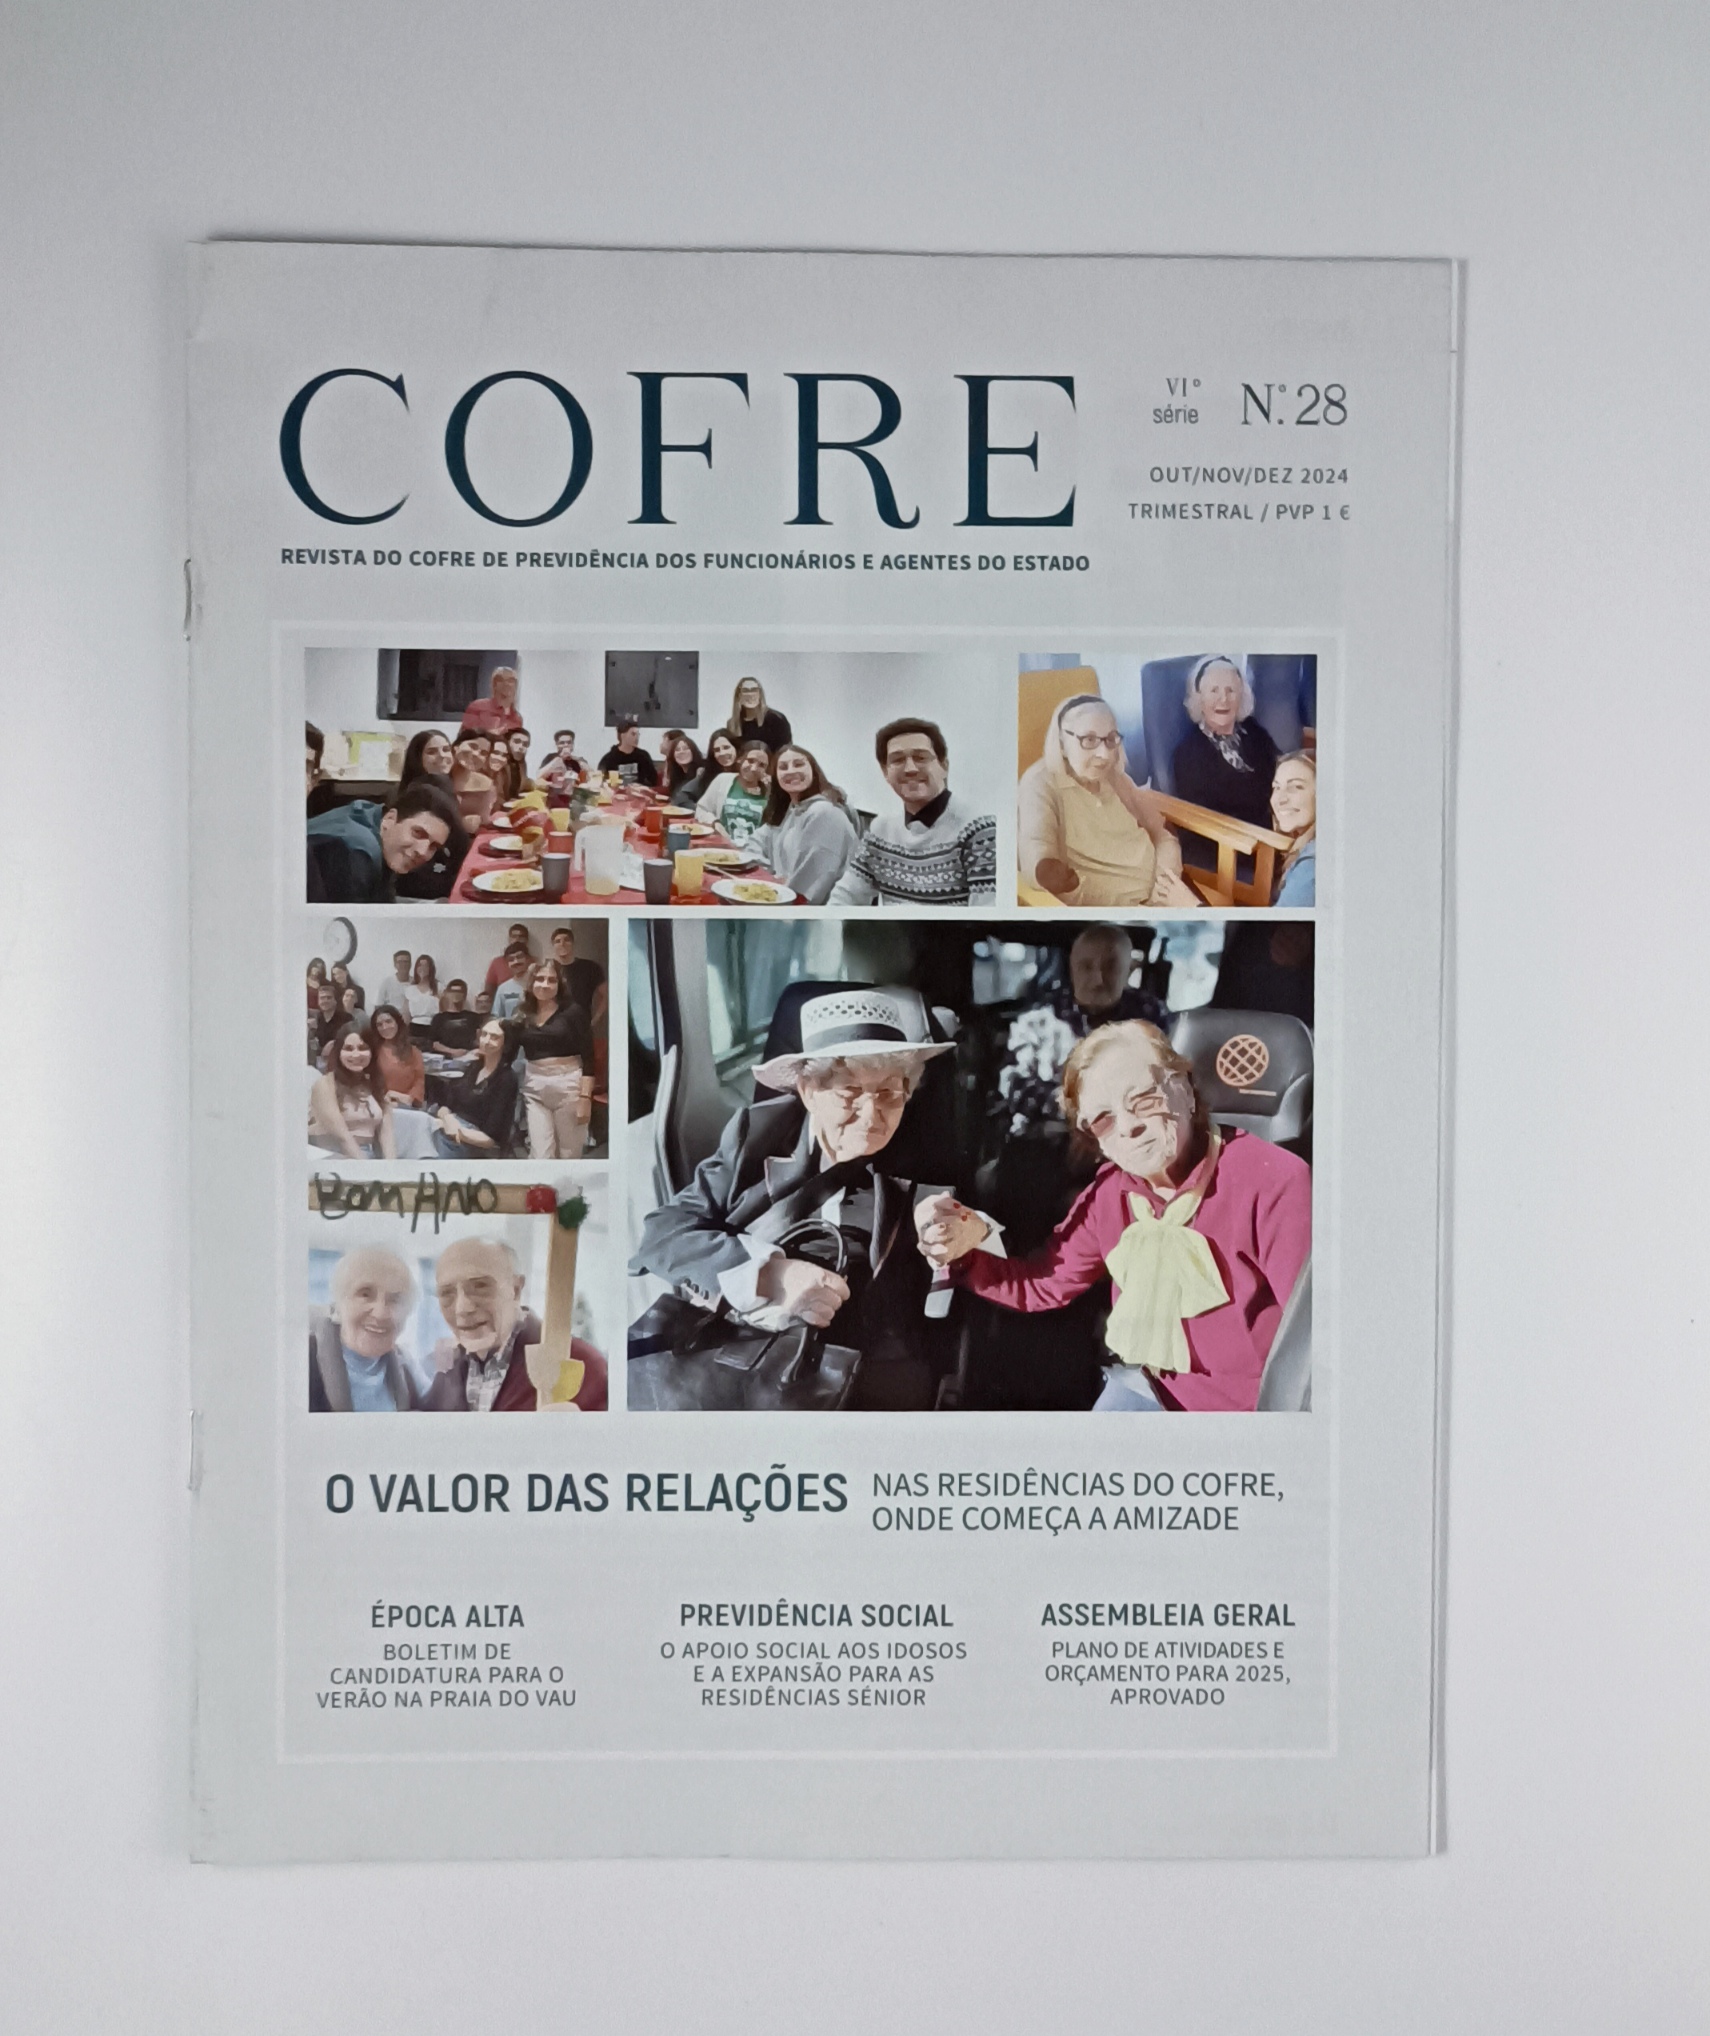 COFRE
VIº
série
N.º 28
OUT/NOV/DEZ 2024
TRIMESTRAL / PVP 1 €
REVISTA DO COFRE DE PREVIDÊNCIA DOS FUNCIONÁRIOS E AGENTES DO ESTADO
BOM ANO
O VALOR DAS RELAÇÕES
NAS RESIDÊNCIAS DO COFRE,
ONDE COMEÇA A AMIZADE
ÉPOCA ALTA
BOLETIM DE
CANDIDATURA PARA O
VERÃO NA PRAIA DO VAU
PREVIDÊNCIA SOCIAL
O APOIO SOCIAL AOS IDOSOS
E A EXPANSÃO PARA AS
RESIDÊNCIAS SÉNIOR
ASSEMBLEIA GERAL
PLANO DE ATIVIDADES E
ORÇAMENTO PARA 2025,
APROVADO